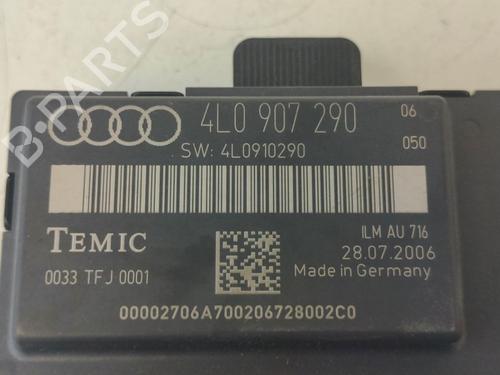 B-PARTS
4L0 907 290 06
SW: 4L0910290 050
TEMIC ILM AU 716
28.07.2006
0033 TFJ 0001 Made in Germany
00002706A700206728002C0